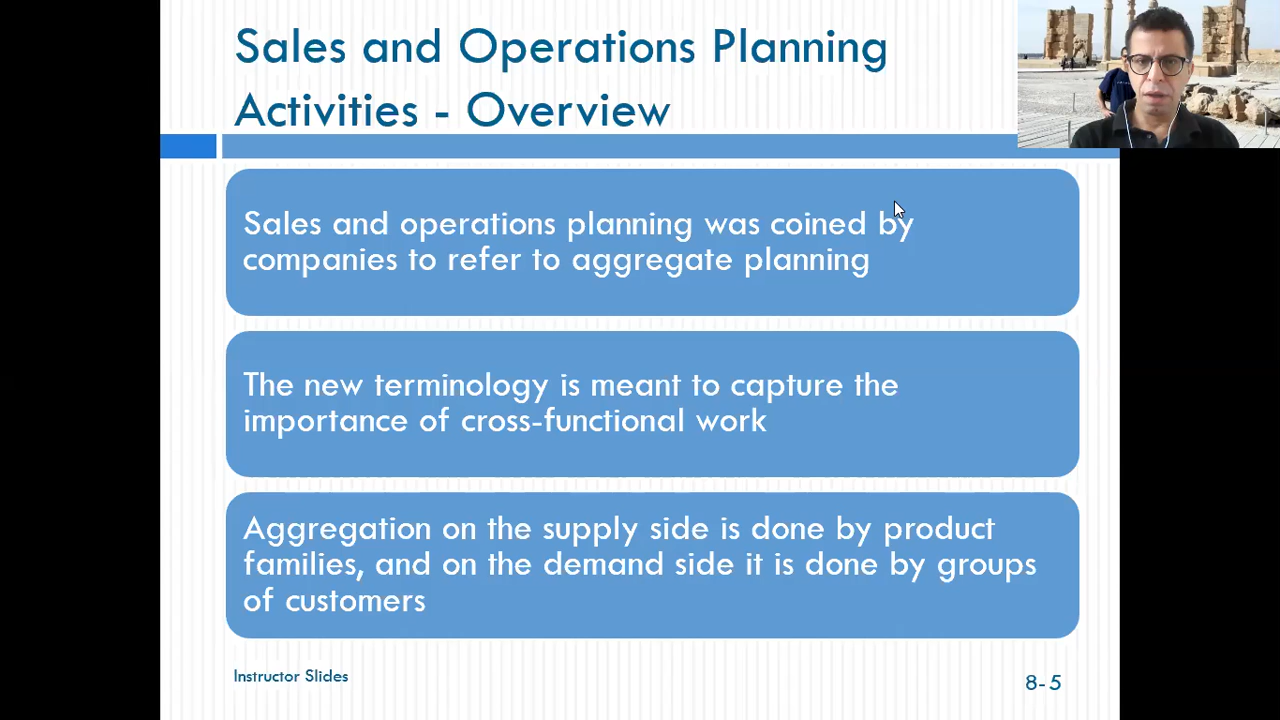 Sales and Operations Planning
Activities - Overview
Sales and operations planning was coined by
companies to refer to aggregate planning
The new terminology is meant to capture the
importance of cross-functional work
Aggregation on the supply side is done by product
families, and on the demand side it is done by groups
of customers
Instructor Slides
8-5